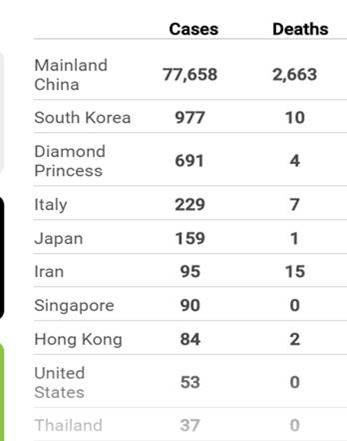 Cases Deaths
Mainland
China 77,658 2,663
South Korea 977 10
Diamond
Princess 691 4
Italy 229 7
Japan 159 1
Iran 95 15
Singapore 90 0
Hong Kong 84 2
United
States 53 0
Thailand 37 0